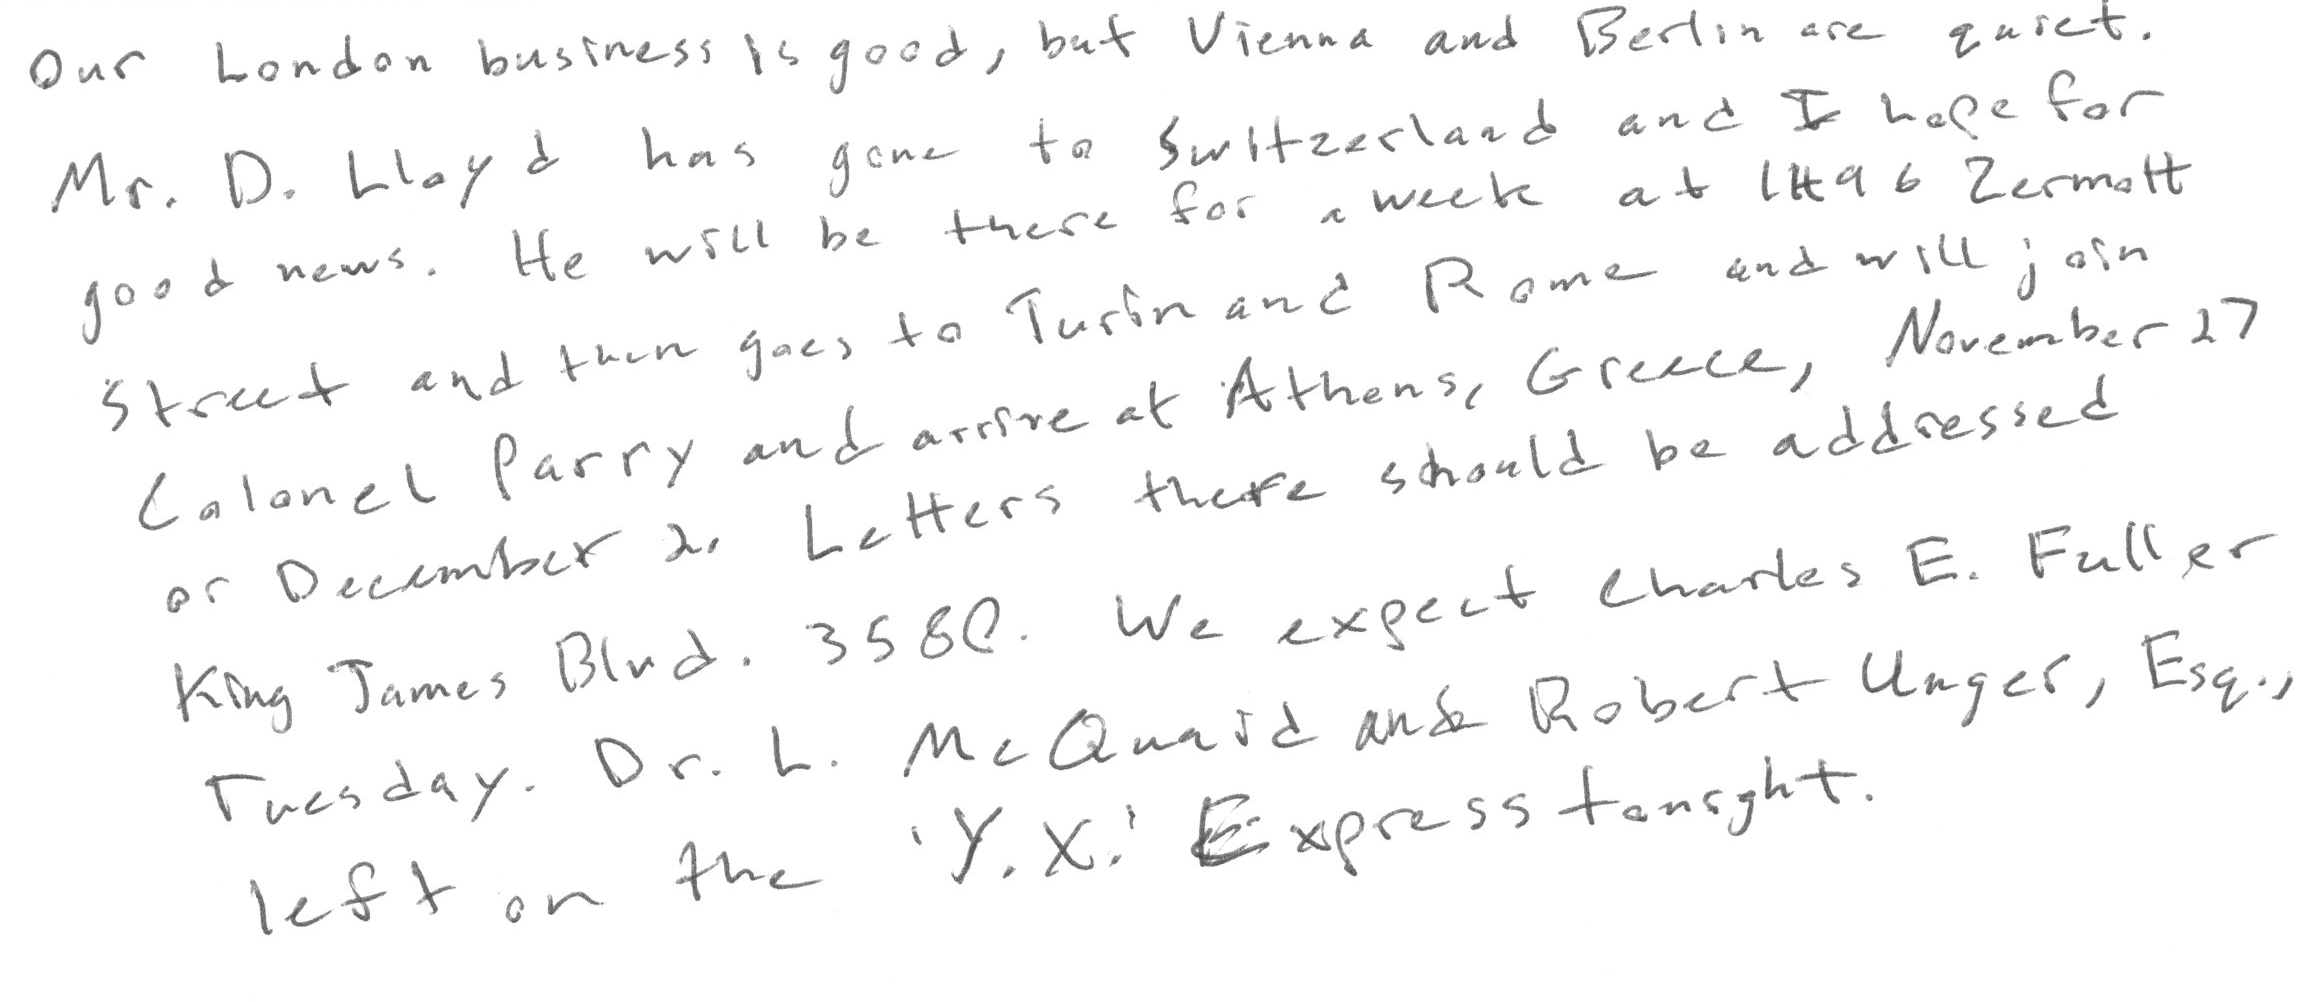 Our London business is good, but Vienna and Berlin are quiet.
Mr. D. Lloyd has gone to Switzerland and I hope for
good news. He will be there for a week at 1496 Zermott
Street and then goes to Turin and Rome and will join
Colonel Parry and arrive at Athens, Greece, November 27
or December 2. Letters there should be addressed
King James Blvd. 3580. We expect Charles E. Fuller
Tuesday. Dr. L. McQuaid and Robert Unger, Esq.,
left on the 'Y.X.' Express tonight.